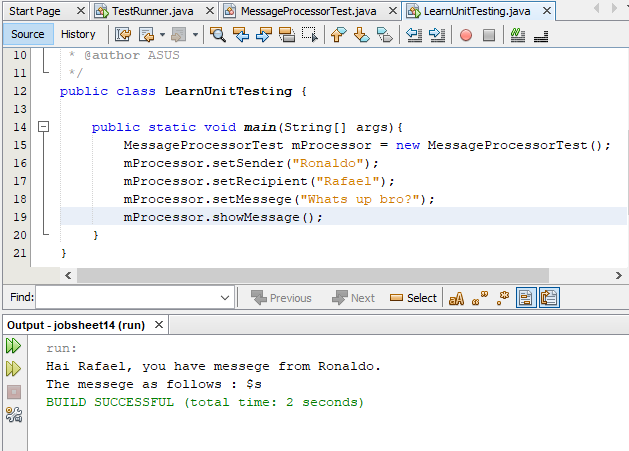 Start Page TestRunner.java MessageProcessorTest.java LearnUnitTesting.java
Source History
10 * @author ASUS
11 */
12 public class LearnUnitTesting {
13
14 public static void main(String[] args){
15 MessageProcessorTest mProcessor = new MessageProcessorTest();
16 mProcessor.setSender("Ronaldo");
17 mProcessor.setRecipient("Rafael");
18 mProcessor.setMessege("Whats up bro?");
19 mProcessor.showMessage();
20 }
21 }
Find: Previous Next Select
Output - jobsheet14 (run)
run:
Hai Rafael, you have messege from Ronaldo.
The messege as follows : $s
BUILD SUCCESSFUL (total time: 2 seconds)